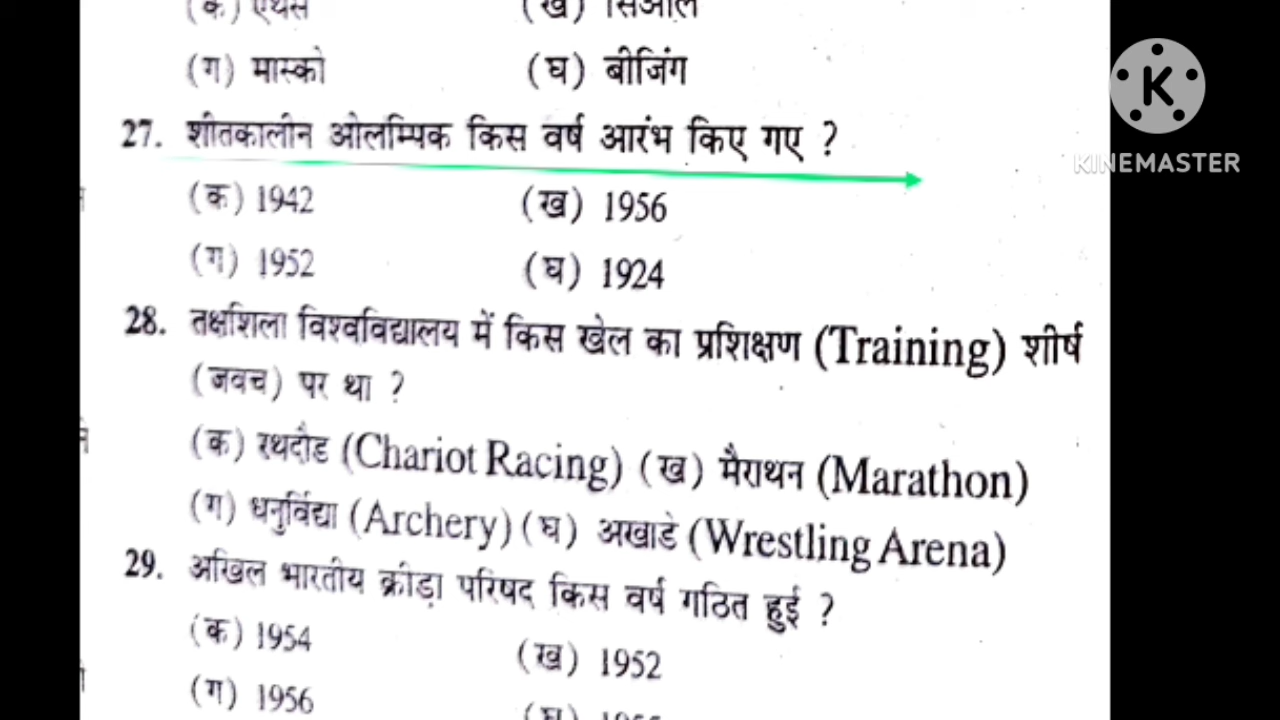 (क) एथेंस (ख) सिओल
(ग) मास्को (घ) बीजिंग
27. शीतकालीन ओलम्पिक किस वर्ष आरंभ किए गए ?
(क) 1942 (ख) 1956
(ग) 1952 (घ) 1924
28. तक्षशिला विश्वविद्यालय में किस खेल का प्रशिक्षण (Training) शीर्ष
(जवच) पर था ?
(क) रथदौड (Chariot Racing) (ख) मैराथन (Marathon)
(ग) धनुर्विद्या (Archery) (घ) अखाडे (Wrestling Arena)
29. अखिल भारतीय क्रीड़ा परिषद किस वर्ष गठित हुई ?
(क) 1954 (ख) 1952
(ग) 1956 (घ)
K
KINEMASTER